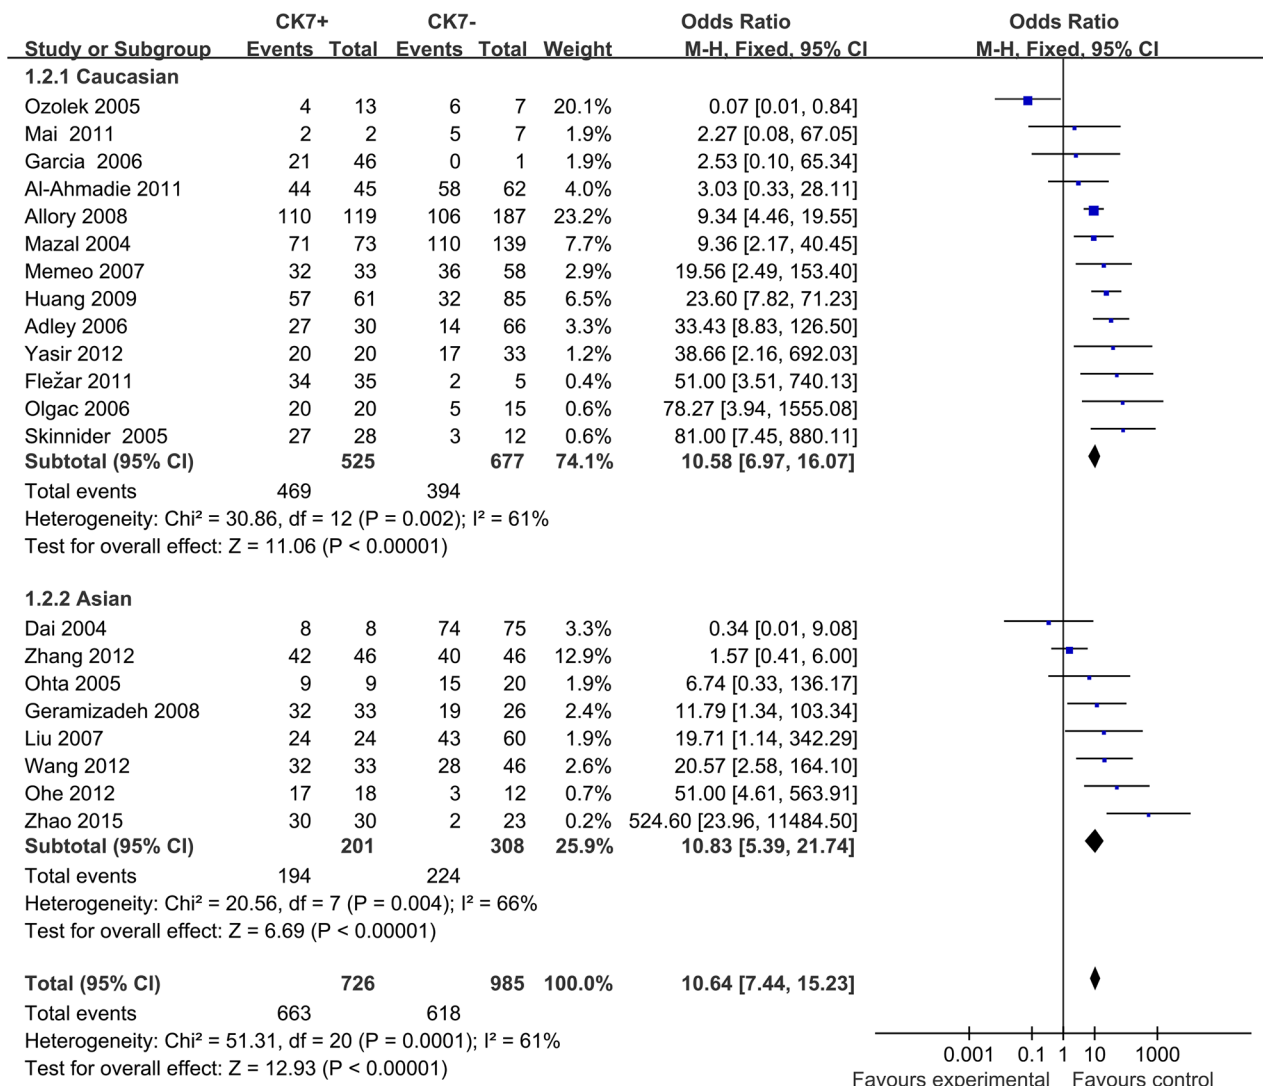 CK7+ CK7- Odds Ratio Odds Ratio
Study or Subgroup Events Total Events Total Weight M-H, Fixed, 95% CI M-H, Fixed, 95% CI
1.2.1 Caucasian
Ozolek 2005 4 13 6 7 20.1% 0.07 [0.01, 0.84]
Mai 2011 2 2 5 7 1.9% 2.27 [0.08, 67.05]
Garcia 2006 21 46 0 1 1.9% 2.53 [0.10, 65.34]
Al-Ahmadie 2011 44 45 58 62 4.0% 3.03 [0.33, 28.11]
Allory 2008 110 119 106 187 23.2% 9.34 [4.46, 19.55]
Mazal 2004 71 73 110 139 7.7% 9.36 [2.17, 40.45]
Memeo 2007 32 33 36 58 2.9% 19.56 [2.49, 153.40]
Huang 2009 57 61 32 85 6.5% 23.60 [7.82, 71.23]
Adley 2006 27 30 14 66 3.3% 33.43 [8.83, 126.50]
Yasir 2012 20 20 17 33 1.2% 38.66 [2.16, 692.03]
Fležar 2011 34 35 2 5 0.4% 51.00 [3.51, 740.13]
Olgac 2006 20 20 5 15 0.6% 78.27 [3.94, 1555.08]
Skinnider 2005 27 28 3 12 0.6% 81.00 [7.45, 880.11]
Subtotal (95% CI) 525 677 74.1% 10.58 [6.97, 16.07]
Total events 469 394
Heterogeneity: Chi² = 30.86, df = 12 (P = 0.002); I² = 61%
Test for overall effect: Z = 11.06 (P < 0.00001)
1.2.2 Asian
Dai 2004 8 8 74 75 3.3% 0.34 [0.01, 9.08]
Zhang 2012 42 46 40 46 12.9% 1.57 [0.41, 6.00]
Ohta 2005 9 9 15 20 1.9% 6.74 [0.33, 136.17]
Geramizadeh 2008 32 33 19 26 2.4% 11.79 [1.34, 103.34]
Liu 2007 24 24 43 60 1.9% 19.71 [1.14, 342.29]
Wang 2012 32 33 28 46 2.6% 20.57 [2.58, 164.10]
Ohe 2012 17 18 3 12 0.7% 51.00 [4.61, 563.91]
Zhao 2015 30 30 2 23 0.2% 524.60 [23.96, 11484.50]
Subtotal (95% CI) 201 308 25.9% 10.83 [5.39, 21.74]
Total events 194 224
Heterogeneity: Chi² = 20.56, df = 7 (P = 0.004); I² = 66%
Test for overall effect: Z = 6.69 (P < 0.00001)
Total (95% CI) 726 985 100.0% 10.64 [7.44, 15.23]
Total events 663 618
Heterogeneity: Chi² = 51.31, df = 20 (P = 0.0001); I² = 61%
Test for overall effect: Z = 12.93 (P < 0.00001)
0.001 0.1 1 10 1000
Favours experimental Favours control